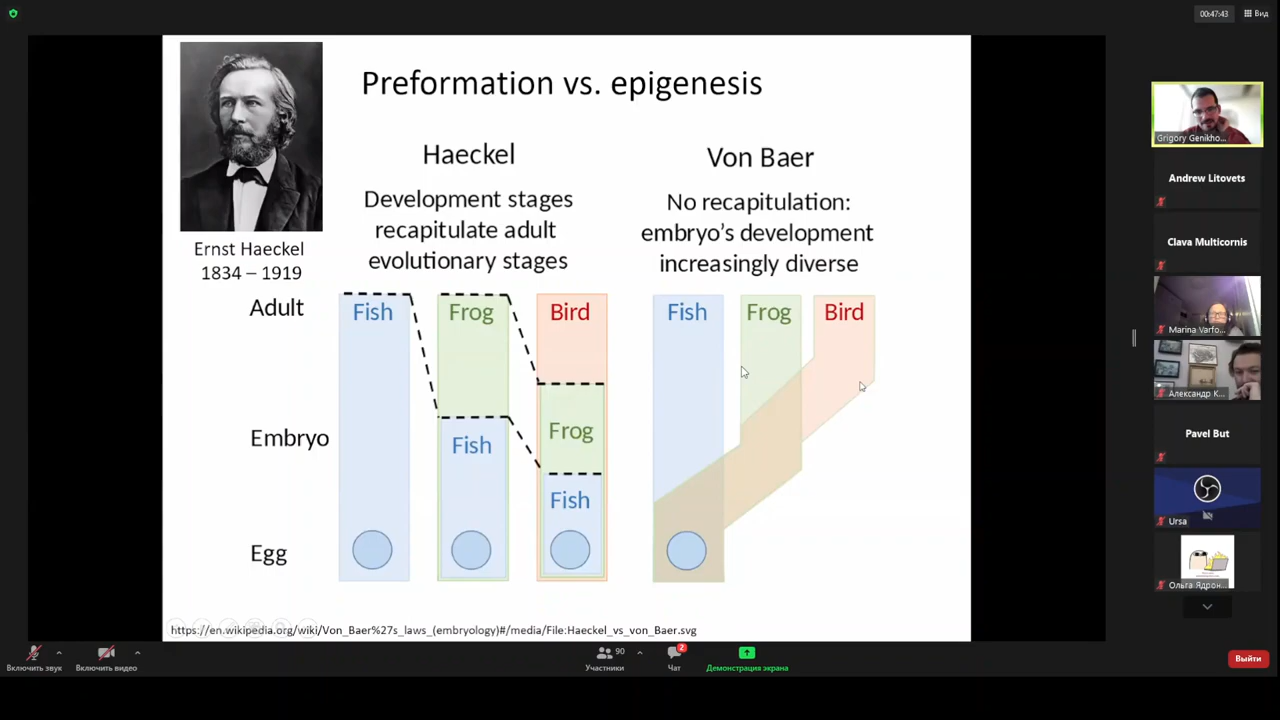 00:47:43
Вид
Preformation vs. epigenesis
Ernst Haeckel
1834 – 1919
Haeckel
Development stages
recapitulate adult
evolutionary stages
Von Baer
No recapitulation:
embryo’s development
increasingly diverse
Adult
Embryo
Egg
Fish
Frog
Bird
Fish
Frog
Fish
Fish
Frog
Bird
https://en.wikipedia.org/wiki/Von_Baer%27s_laws_(embryology)#/media/File:Haeckel_vs_von_Baer.svg
Grigory Genikho...
Andrew Litovets
Clava Multicornis
Marina Varfo...
Александр К...
Pavel But
Ursa
Ольга Ядрон...
Включить звук
Включить видео
90
Участники
2
Чат
Демонстрация экрана
Выйти